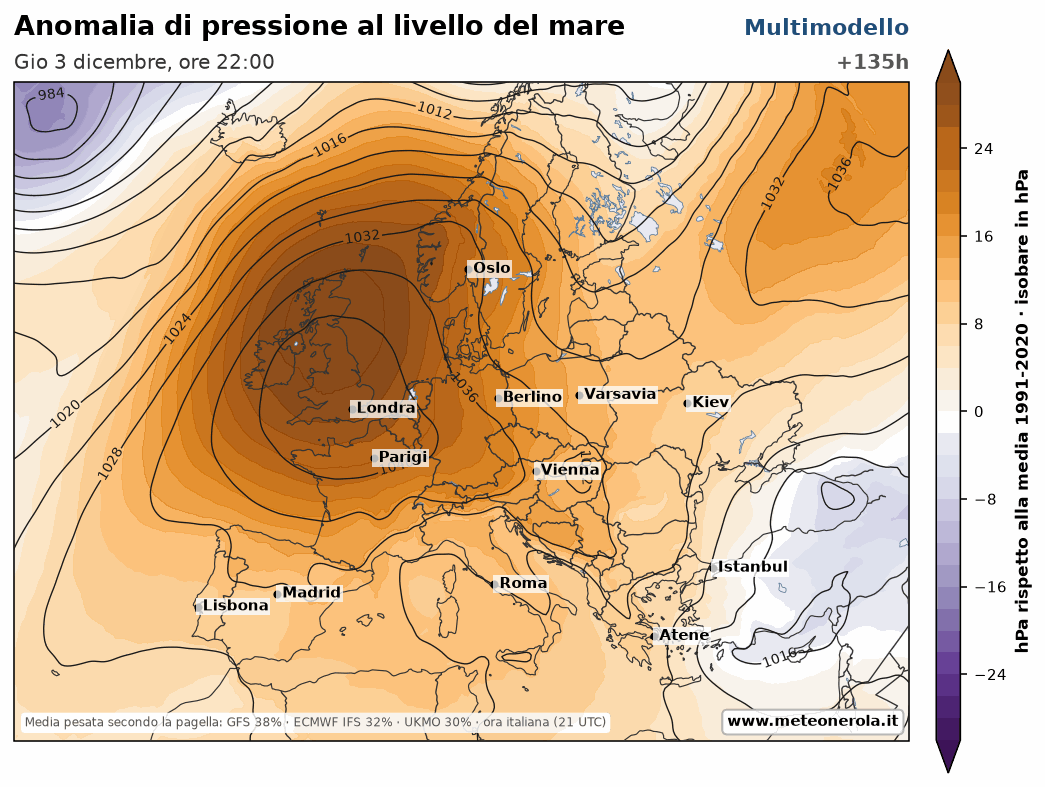 Anomalia di pressione al livello del mare
Multimodello
Gio 3 dicembre, ore 22:00
+135h
984
1012
1016
1032
1036
1032
1024
Oslo
1036
1020
1028
Londra
Berlino
Varsavia
Kiev
Parigi
Vienna
Istanbul
Roma
Madrid
Lisbona
Atene
1016
24
16
8
0
−8
−16
−24
hPa rispetto alla media 1991-2020 · isobare in hPa
Media pesata secondo la pagella: GFS 38% · ECMWF IFS 32% · UKMO 30% · ora italiana (21 UTC)
www.meteonerola.it